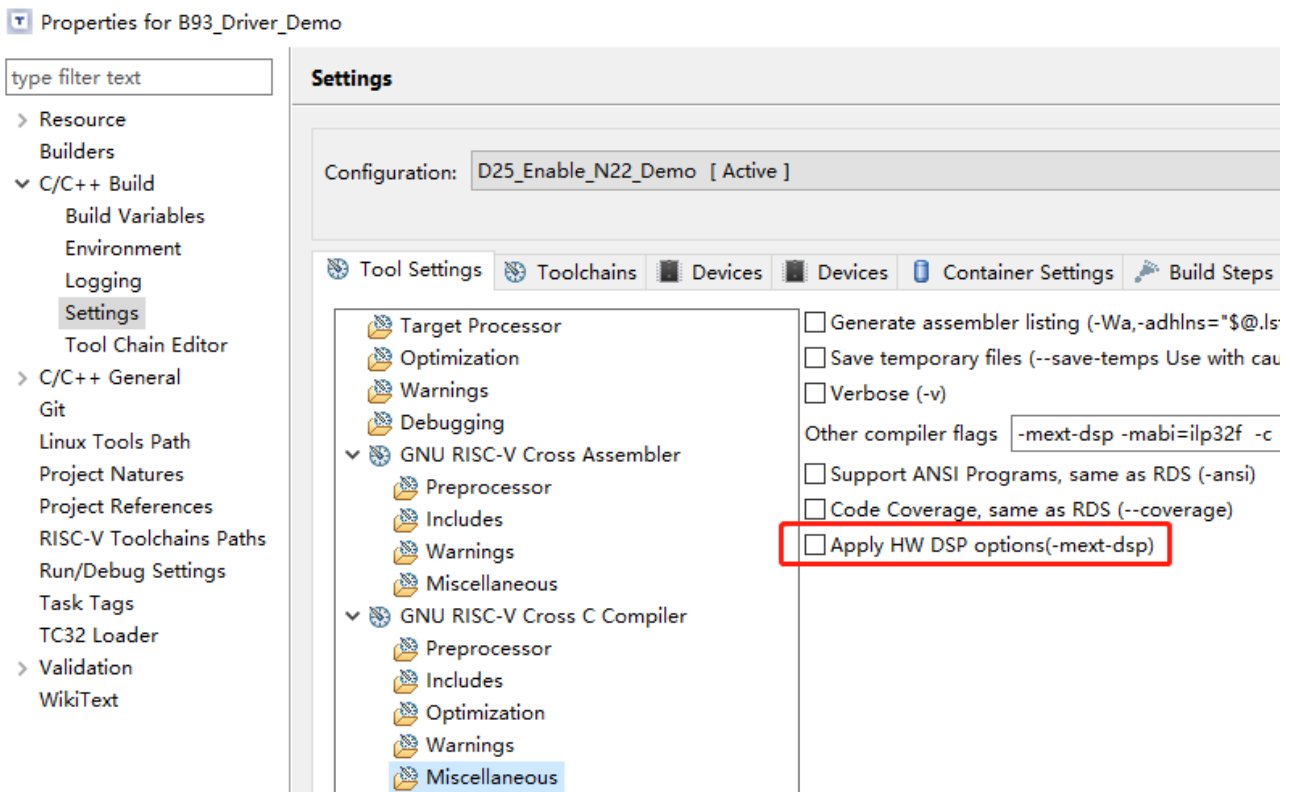 Properties for B93_Driver_Demo
type filter text
Resource
Builders
C/C++ Build
Build Variables
Environment
Logging
Settings
Tool Chain Editor
C/C++ General
Git
Linux Tools Path
Project Natures
Project References
RISC-V Toolchains Paths
Run/Debug Settings
Task Tags
TC32 Loader
Validation
WikiText
Settings
Configuration: D25_Enable_N22_Demo [ Active ]
Tool Settings Toolchains Devices Devices Container Settings Build Steps
Target Processor
Optimization
Warnings
Debugging
GNU RISC-V Cross Assembler
Preprocessor
Includes
Warnings
Miscellaneous
GNU RISC-V Cross C Compiler
Preprocessor
Includes
Optimization
Warnings
Miscellaneous
Generate assembler listing (-Wa,-adhlns="$@.ls
Save temporary files (--save-temps Use with cau
Verbose (-v)
Other compiler flags -mext-dsp -mabi=ilp32f -c
Support ANSI Programs, same as RDS (-ansi)
Code Coverage, same as RDS (--coverage)
Apply HW DSP options(-mext-dsp)